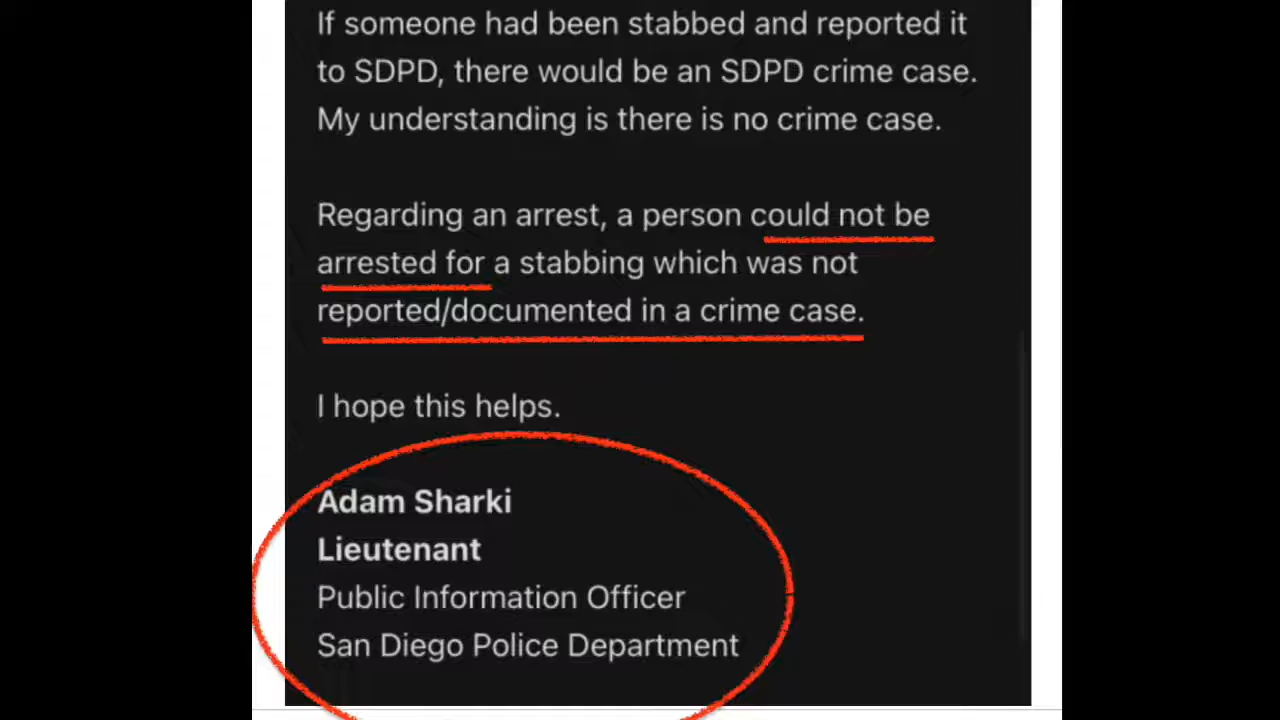 If someone had been stabbed and reported it
to SDPD, there would be an SDPD crime case.
My understanding is there is no crime case.
Regarding an arrest, a person could not be
arrested for a stabbing which was not
reported/documented in a crime case.
I hope this helps.
Adam Sharki
Lieutenant
Public Information Officer
San Diego Police Department